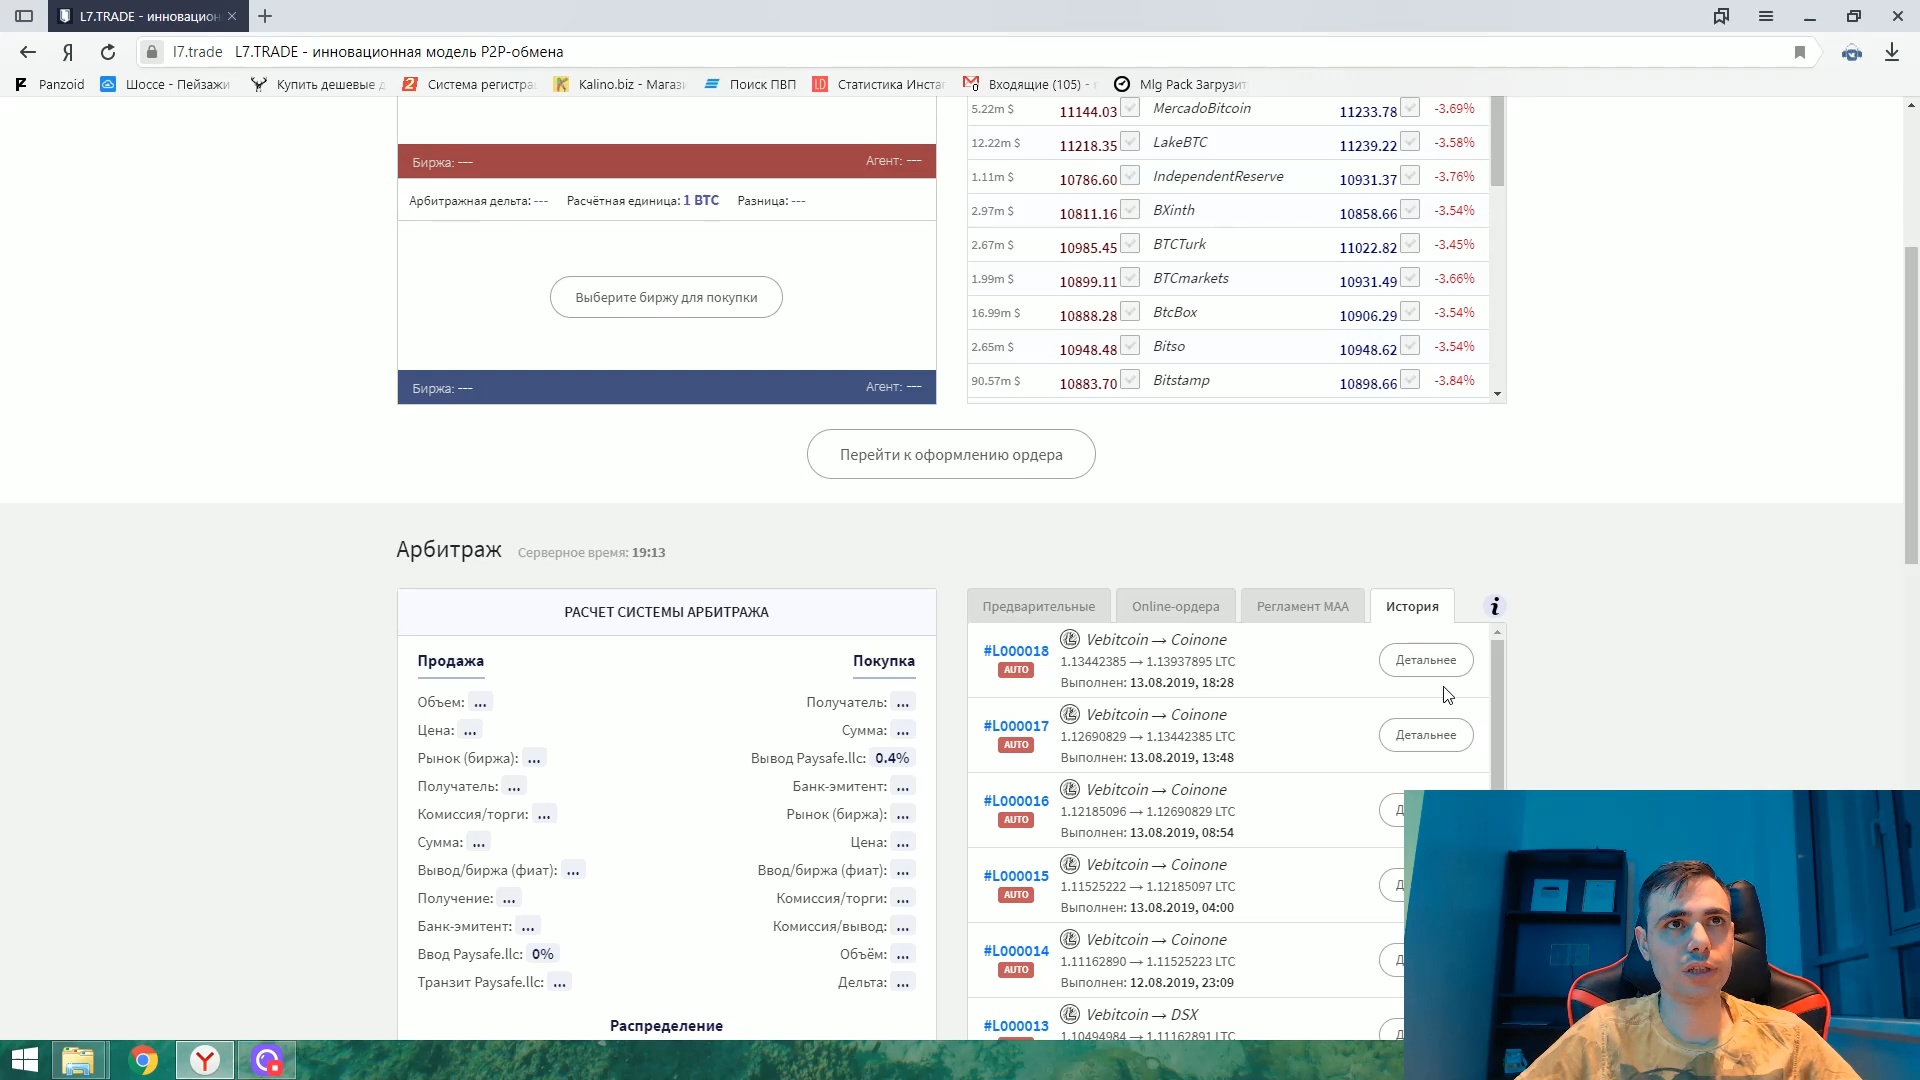 L7.TRADE - инновацион
l7.trade L7.TRADE - инновационная модель P2P-обмена
Panzoid
Шоссе - Пейзажи
Купить дешевые
Система регистра
Kalino.biz - Магаз
Поиск ПВП
Статистика Инста
Входящие (105) -
Mlg Pack Загрузит
Биржа: ---
Агент: ---
Арбитражная дельта: --- Расчётная единица: 1 BTC Разница: ---
Выберите биржу для покупки
Биржа: ---
Агент: ---
5.22m $ 11144.03 MercadoBitcoin 11233.78 -3.69%
12.22m $ 11218.35 LakeBTC 11239.22 -3.58%
1.11m $ 10786.60 IndependentReserve 10931.37 -3.76%
2.97m $ 10811.16 BXinth 10858.66 -3.54%
2.67m $ 10985.45 BTCTurk 11022.82 -3.45%
1.99m $ 10899.11 BTCmarkets 10931.49 -3.66%
16.99m $ 10888.28 BtcBox 10906.29 -3.54%
2.65m $ 10948.48 Bitso 10948.62 -3.54%
90.57m $ 10883.70 Bitstamp 10898.66 -3.84%
Перейти к оформлению ордера
Арбитраж Серверное время: 19:13
РАСЧЕТ СИСТЕМЫ АРБИТРАЖА
Продажа
Объем: ...
Цена: ...
Рынок (биржа): ...
Получатель: ...
Комиссия/торги: ...
Сумма: ...
Вывод/биржа (фиат): ...
Получение: ...
Банк-эмитент: ...
Ввод Paysafe.llc: 0%
Транзит Paysafe.llc: ...
Покупка
Получатель: ...
Сумма: ...
Вывод Paysafe.llc: 0.4%
Банк-эмитент: ...
Рынок (биржа): ...
Цена: ...
Ввод/биржа (фиат): ...
Комиссия/торги: ...
Комиссия/вывод: ...
Объём: ...
Дельта: ...
Распределение
Предварительные
Online-ордера
Регламент МАА
История
i
#L000018
AUTO
Vebitcoin → Coinone
1.13442385 → 1.13937895 LTC
Выполнен: 13.08.2019, 18:28
Детальнее
#L000017
AUTO
Vebitcoin → Coinone
1.12690829 → 1.13442385 LTC
Выполнен: 13.08.2019, 13:48
Детальнее
#L000016
AUTO
Vebitcoin → Coinone
1.12185096 → 1.12690829 LTC
Выполнен: 13.08.2019, 08:54
#L000015
AUTO
Vebitcoin → Coinone
1.11525222 → 1.12185097 LTC
Выполнен: 13.08.2019, 04:00
#L000014
AUTO
Vebitcoin → Coinone
1.11162890 → 1.11525223 LTC
Выполнен: 12.08.2019, 23:09
#L000013
Vebitcoin → DSX
1.10494984 → 1.11162891 LTC